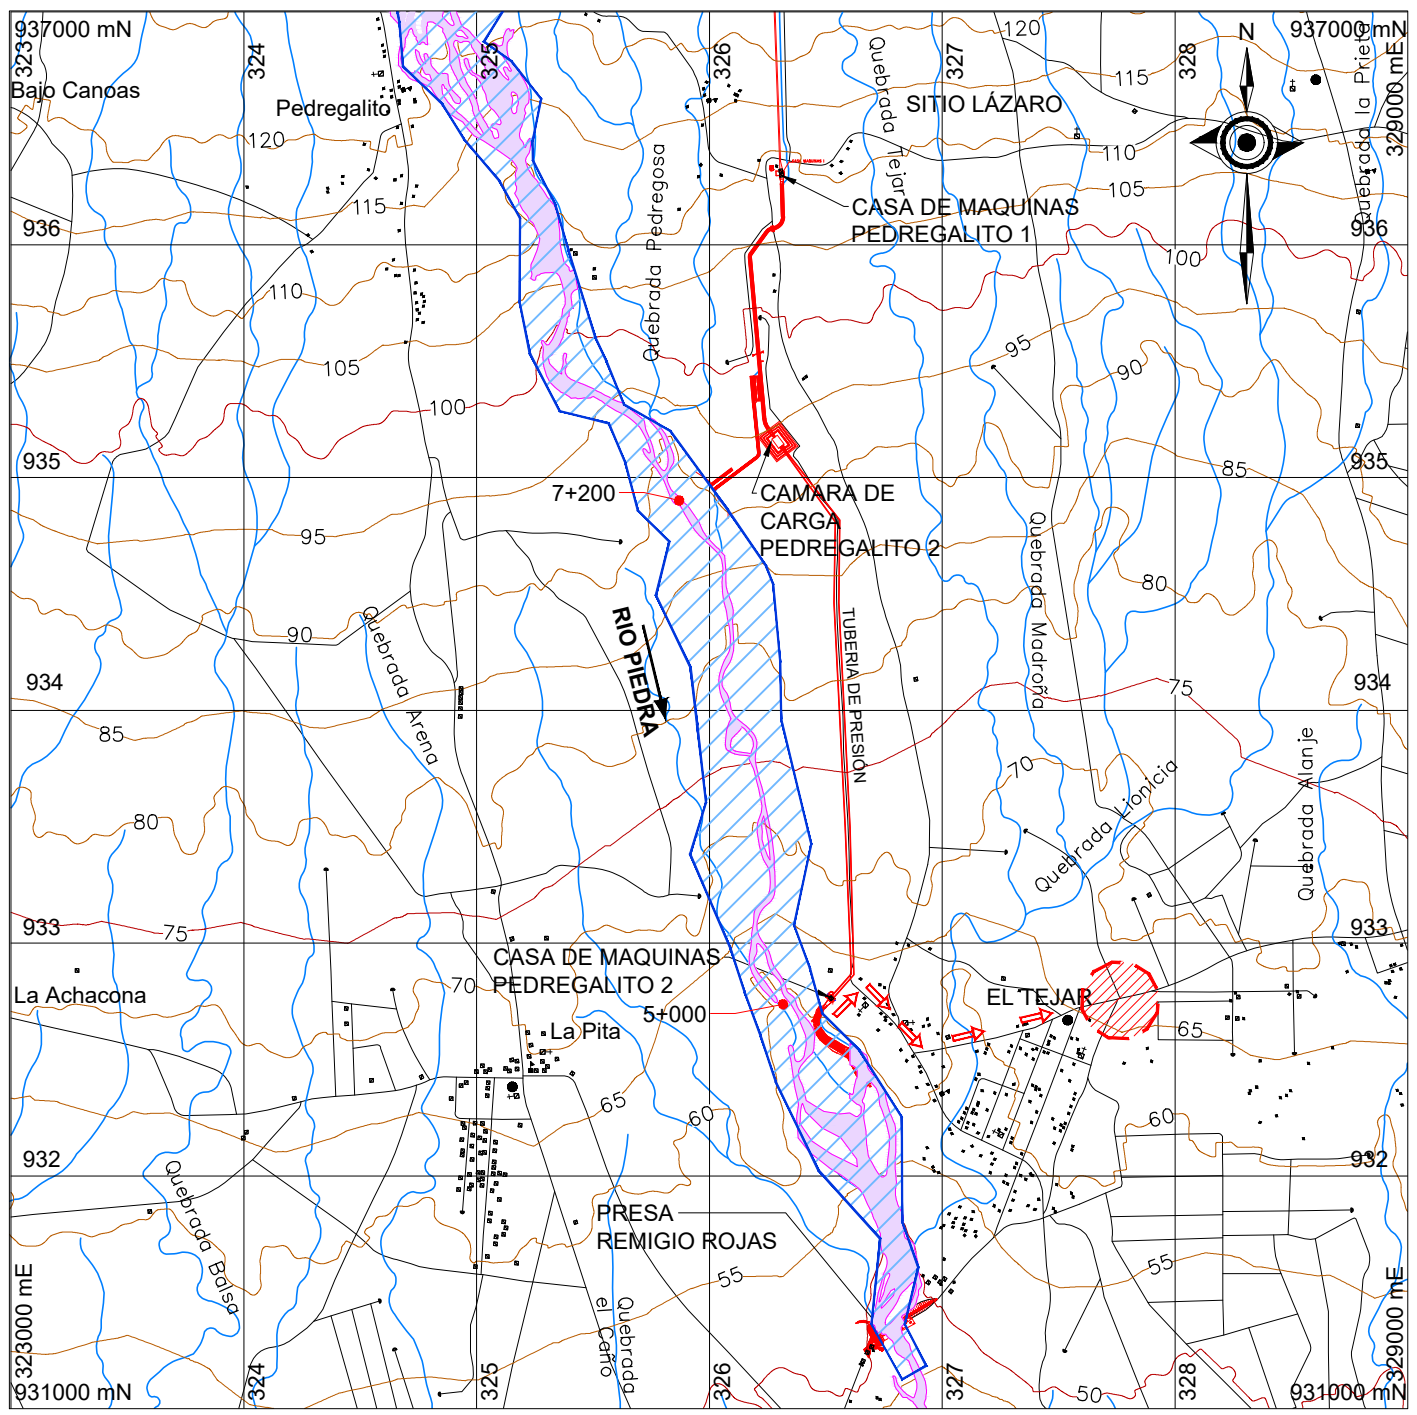 937000 mN
937000 mN
323
324
325
326
327
328
329000 mE
N
Bajo Canoas
Pedregalito
SITIO LÁZARO
Quebrada Tejar
Quebrada la Prieta
Quebrada Pedregosa
120
115
120
115
110
105
CASA DE MAQUINAS
PEDREGALITO 1
936
936
100
110
105
95
90
100
935
935
85
7+200
CAMARA DE
CARGA
PEDREGALITO 2
95
80
Quebrada Madroña
90
Quebrada Arena
RIO PIEDRA
TUBERIA DE PRESIÓN
934
934
75
85
70
Quebrada Lionicia
Quebrada Alanje
80
933
933
75
CASA DE MAQUINAS
PEDREGALITO 2
70
5+000
La Achacona
La Pita
EL TEJAR
65
65
60
60
932
932
Quebrada Balsa
PRESA
REMIGIO ROJAS
55
55
Quebrada
el Caño
50
323000 mE
324
325
326
327
328
329000 mE
931000 mN
931000 mN